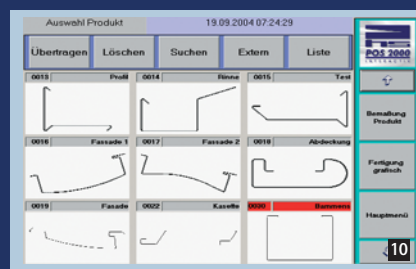 Auswahl Produkt 19.09.2004 07:24:29
Übertragen Löschen Suchen Extern Liste
POS 2000
INTERACTIV
0013 Profil 0014 Rinne 0015 Test
Bemaßung
Produkt
0016 Fassade 1 0017 Fassade 2 0018 Abdeckung
Fertigung
grafisch
0019 Fasade 0022 Kasette 0030
Hauptmenü
10